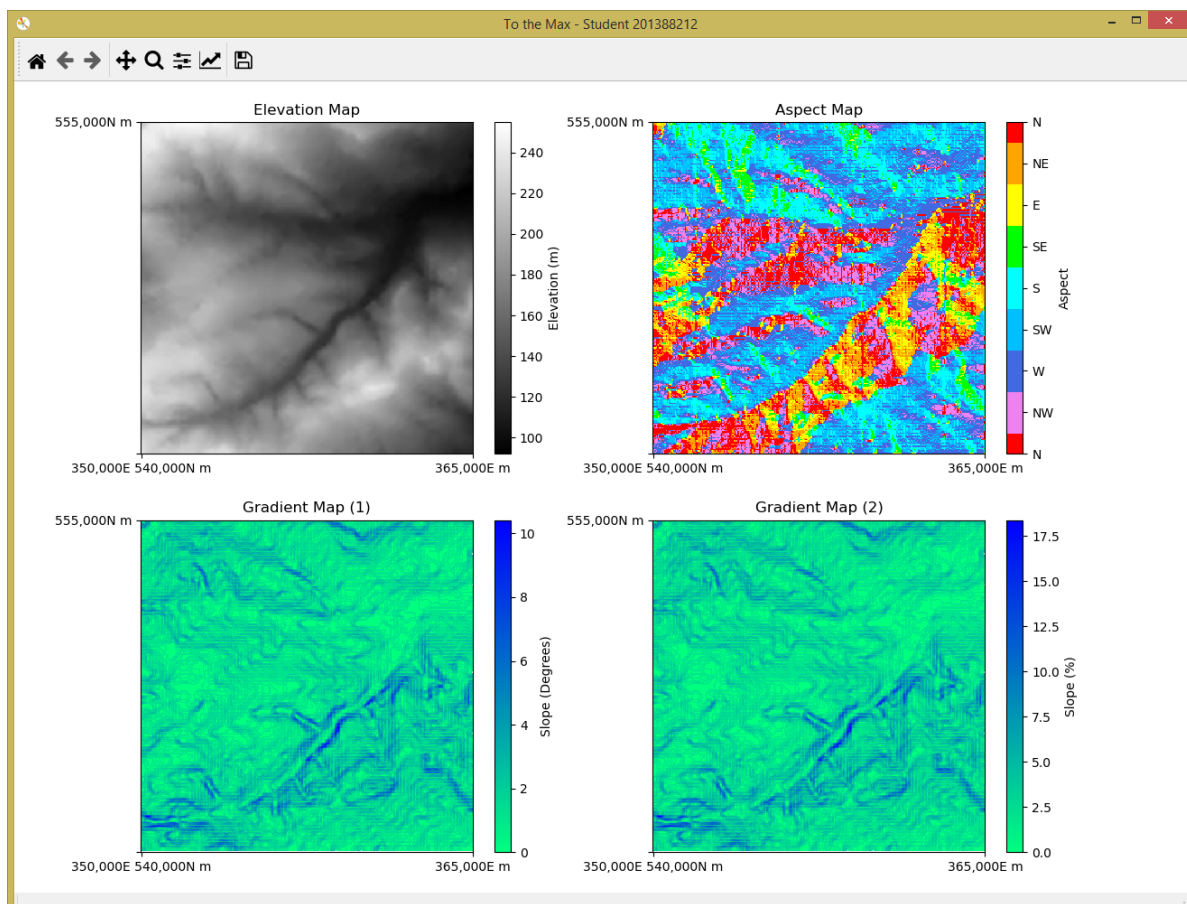 To the Max - Student 201388212
Elevation Map
555,000N m
240
220
200
180
160
140
120
100
Elevation (m)
350,000E 540,000N m
365,000E m
Aspect Map
555,000N m
N
NE
E
SE
S
SW
W
NW
N
Aspect
350,000E 540,000N m
365,000E m
Gradient Map (1)
555,000N m
10
8
6
4
2
0
Slope (Degrees)
350,000E 540,000N m
365,000E m
Gradient Map (2)
555,000N m
17.5
15.0
12.5
10.0
7.5
5.0
2.5
0.0
Slope (%)
350,000E 540,000N m
365,000E m